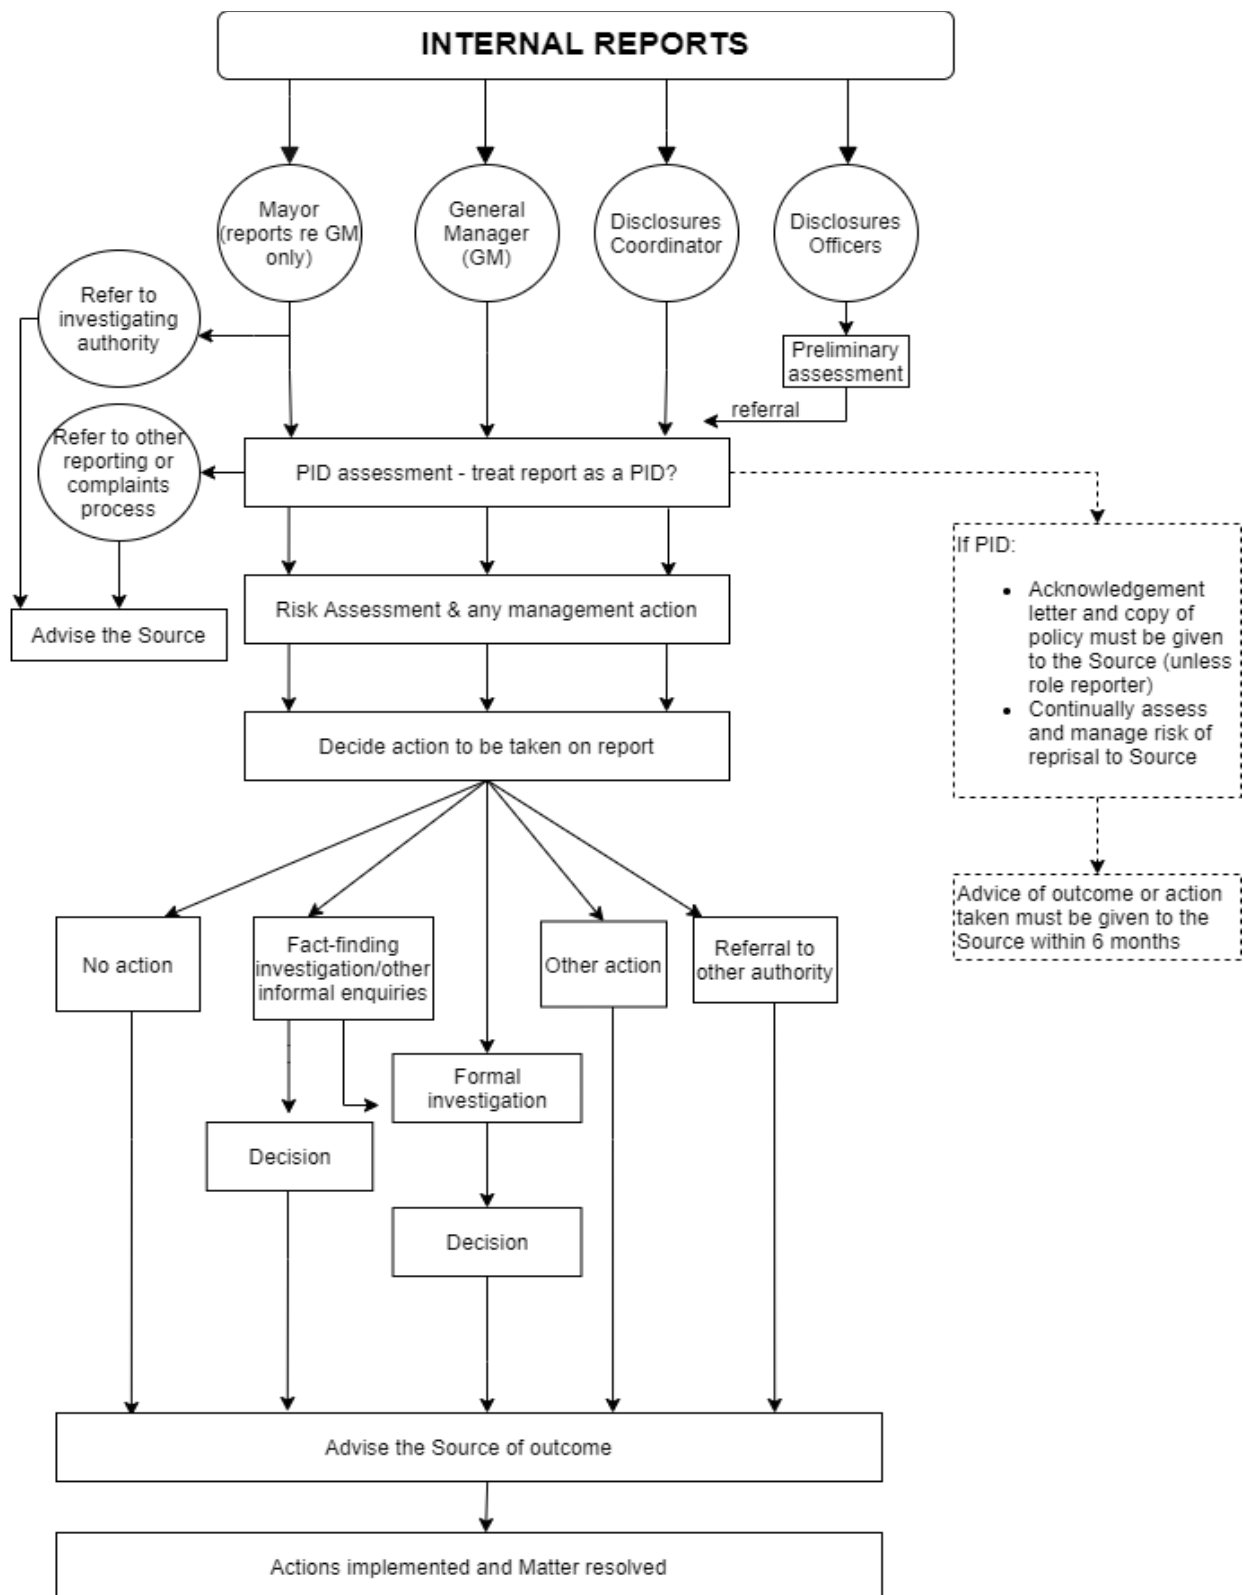 INTERNAL REPORTS
Mayor
(reports re GM
only)
General
Manager
(GM)
Disclosures
Coordinator
Disclosures
Officers
Refer to
investigating
authority
Preliminary
assessment
referral
Refer to other
reporting or
complaints
process
PID assessment - treat report as a PID?
If PID:
• Acknowledgement
letter and copy of
policy must be given
to the Source (unless
role reporter)
• Continually assess
and manage risk of
reprisal to Source
Risk Assessment & any management action
Advise the Source
Decide action to be taken on report
Advice of outcome or action
taken must be given to the
Source within 6 months
No action
Fact-finding
investigation/other
informal enquiries
Other action
Referral to
other authority
Formal
investigation
Decision
Decision
Advise the Source of outcome
Actions implemented and Matter resolved